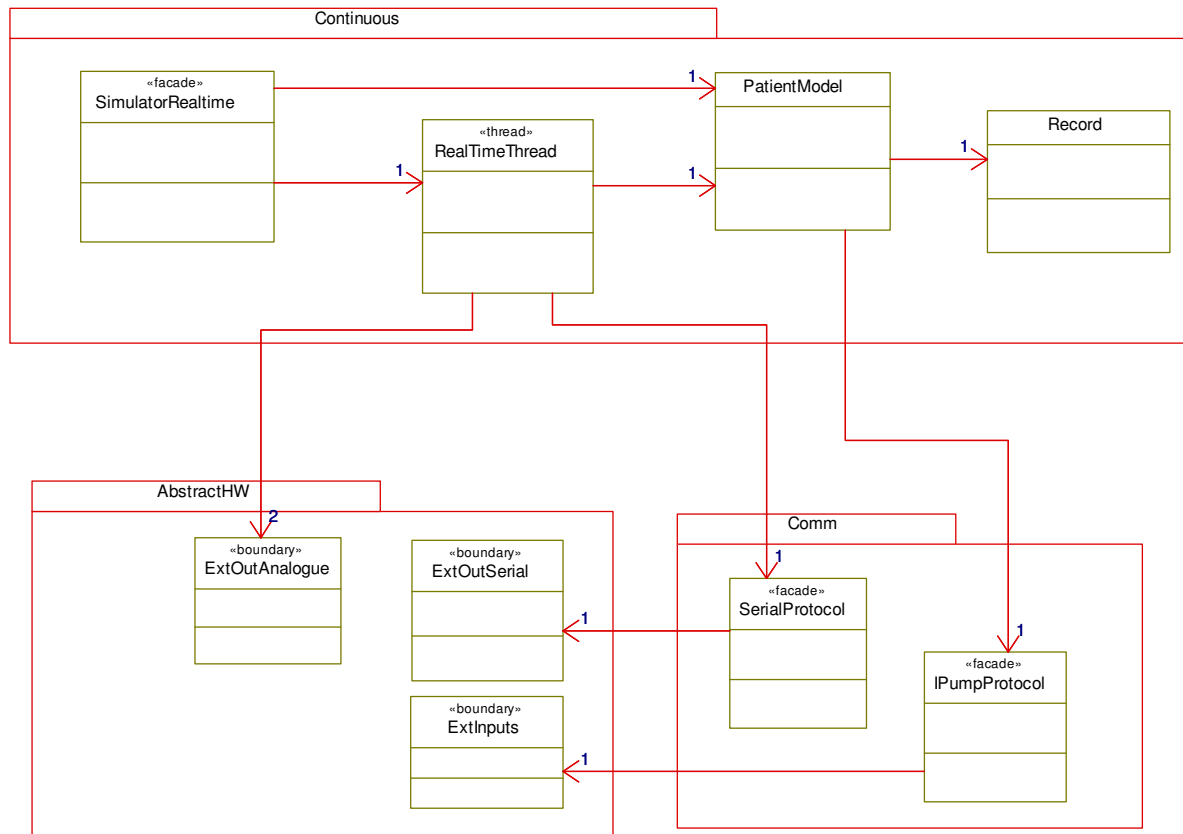 Continuous
«facade»
SimulatorRealtime
1
PatientModel
«thread»
RealTimeThread
1
1
Record
1
AbstractHW
2
«boundary»
ExtOutAnalogue
«boundary»
ExtOutSerial
1
«boundary»
ExtInputs
1
Comm
1
«facade»
SerialProtocol
1
«facade»
IPumpProtocol